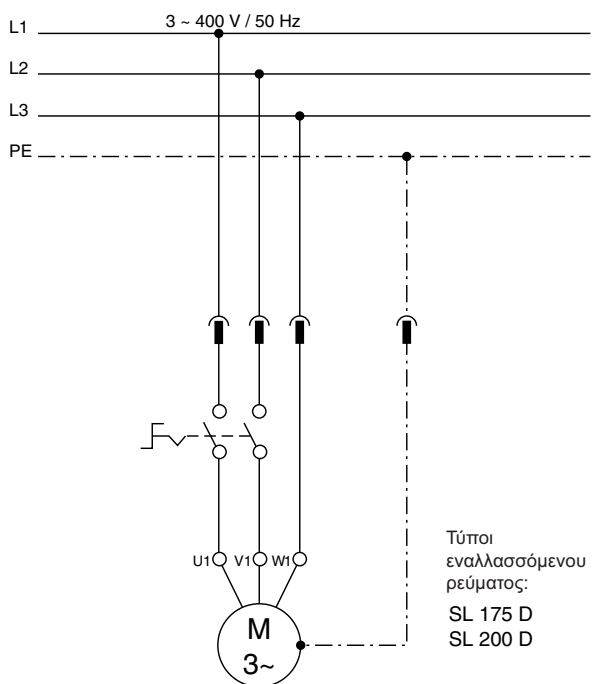 3 ~ 400 V / 50 Hz
L1
L2
L3
PE
U1 V1 W1
M
3~
Τύποι
εναλλασσόμενου
ρεύματος:
SL 175 D
SL 200 D